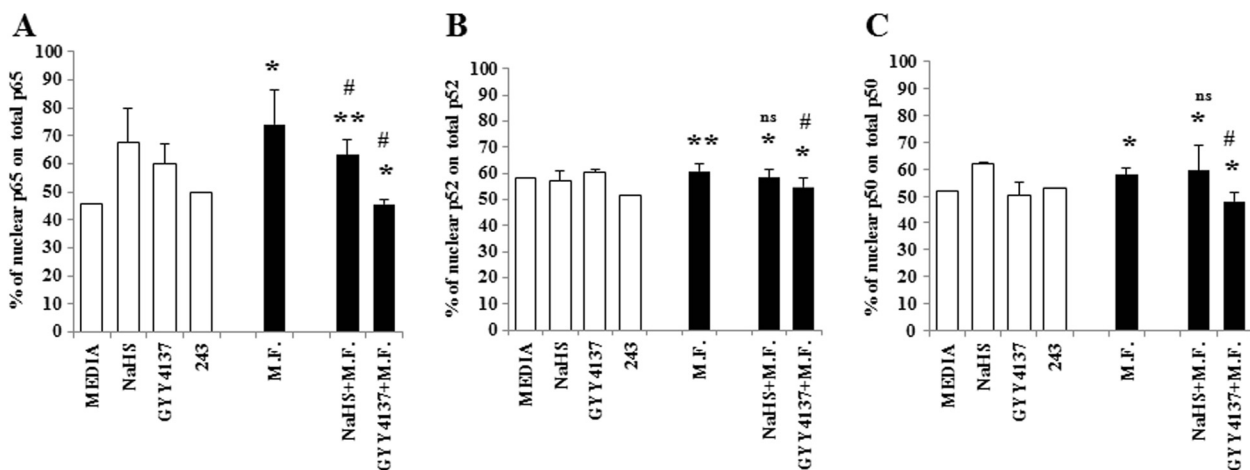 A
% of nuclear p65 on total p65
100
90
80
70
60
50
40
30
20
10
0
*
#
**
#
*
MEDIA
NaHS
GYY4137
243
M.F.
NaHS+M.F.
GYY4137+M.F.
B
% of nuclear p52 on total p52
100
90
80
70
60
50
40
30
20
10
0
**
ns
*
#
*
MEDIA
NaHS
GYY4137
243
M.F.
NaHS+M.F.
GYY4137+M.F.
C
% of nuclear p50 on total p50
100
90
80
70
60
50
40
30
20
10
0
*
ns
*
#
*
MEDIA
NaHS
GYY4137
243
M.F.
NaHS+M.F.
GYY4137+M.F.